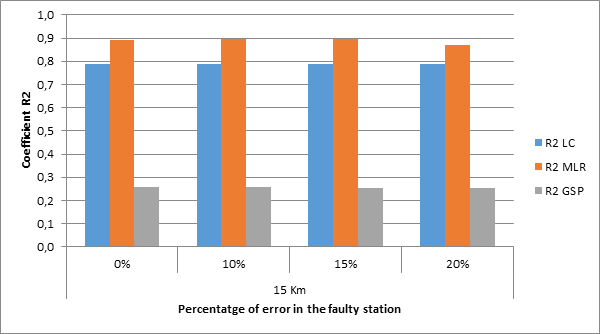 1,0
0,9
0,8
0,7
0,6
0,5
0,4
0,3
0,2
0,1
0,0
Coefficient R2
0% 10% 15% 20%
15 Km
Percentatge of error in the faulty station
R2 LC
R2 MLR
R2 GSP